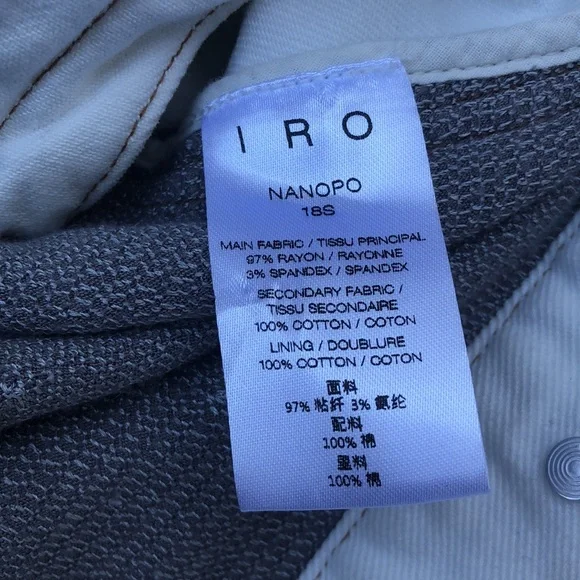 IRO
NANOPO
18S
MAIN FABRIC / TISSU PRINCIPAL
97% RAYON / RAYONNE
3% SPANDEX / SPANDEX
SECONDARY FABRIC /
TISSU SECONDAIRE
100% COTTON / COTON
LINING / DOUBLURE
100% COTTON / COTON
面料
97% 粘纤 3% 氨纶
配料
100% 棉
里料
100% 棉